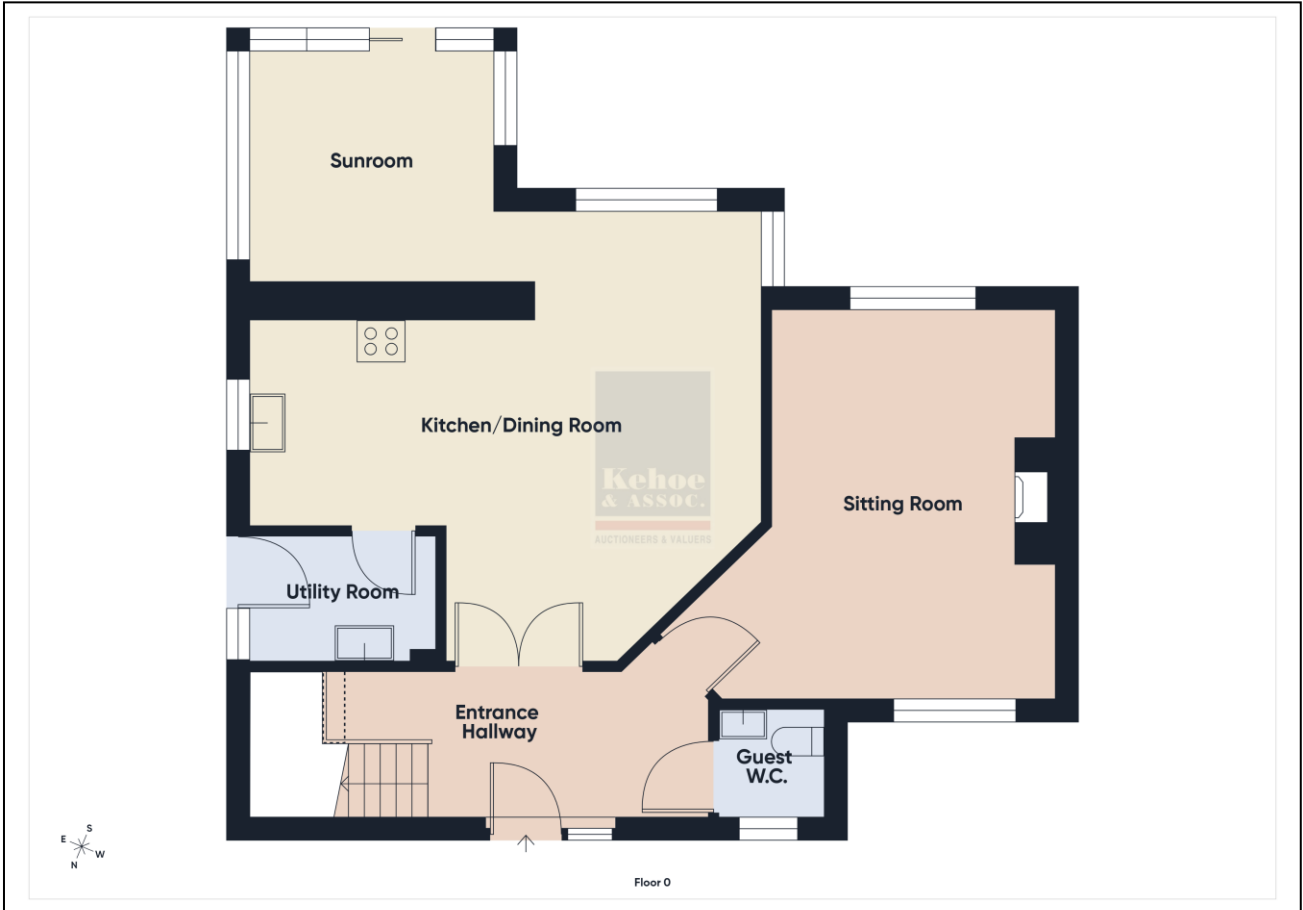 Sunroom
Kitchen/Dining Room
Kehoe
& ASSOC.
AUCTIONEERS & VALUERS
Sitting Room
Utility Room
Entrance
Hallway
Guest
W.C.
S
E
W
N
Floor 0